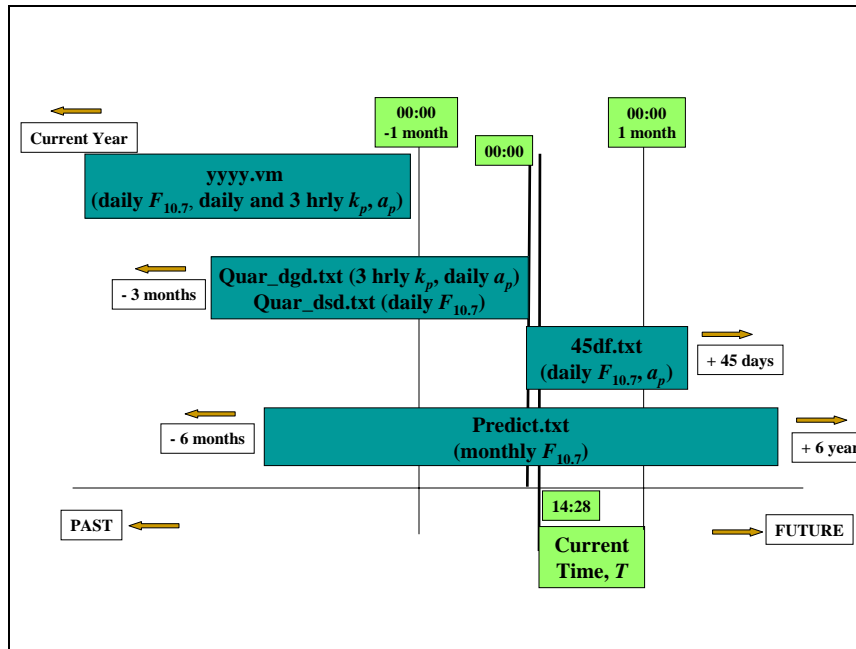 Current Year
00:00
-1 month
00:00
00:00
1 month
yyyy.vm
(daily F10.7, daily and 3 hrly kp, ap)
- 3 months
Quar_dgd.txt (3 hrly kp, daily ap)
Quar_dsd.txt (daily F10.7)
45df.txt
(daily F10.7, ap)
+ 45 days
- 6 months
Predict.txt
(monthly F10.7)
+ 6 year
PAST
14:28
Current
Time, T
FUTURE